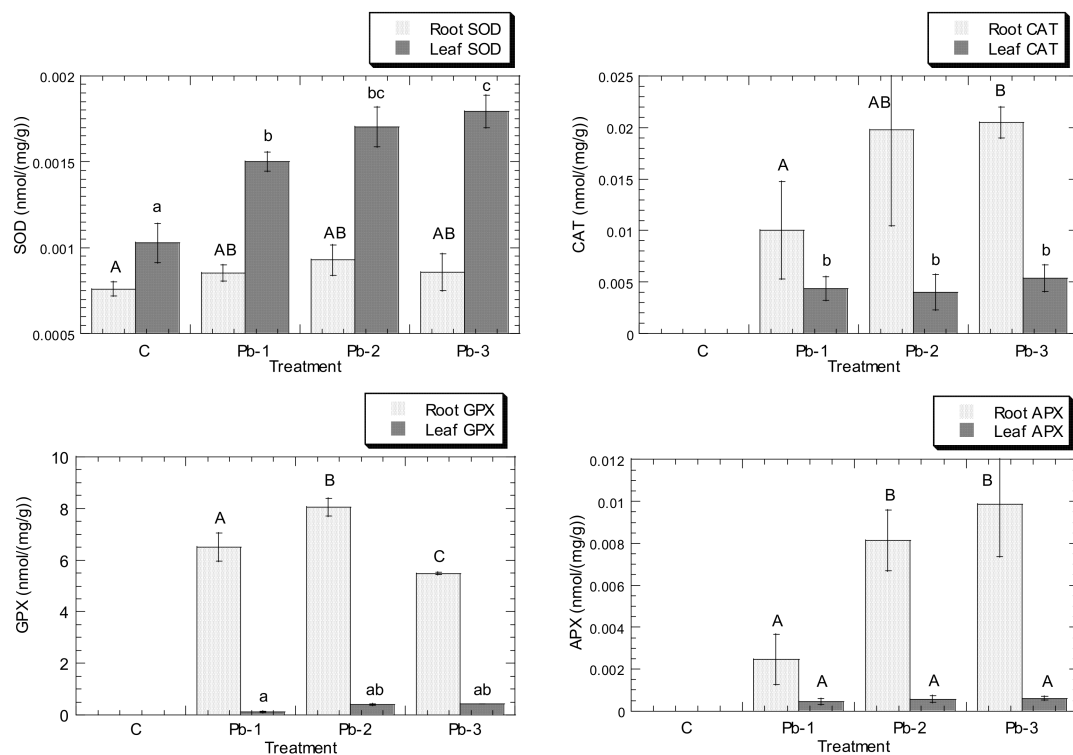 Root SOD
Leaf SOD
0.002
0.0015
0.001
0.0005
SOD (nmol/(mg/g))
A
a
AB
b
AB
bc
AB
c
C
Pb-1
Pb-2
Pb-3
Treatment
Root CAT
Leaf CAT
0.025
0.02
0.015
0.01
0.005
0
CAT (nmol/(mg/g))
A
b
AB
b
B
b
C
Pb-1
Pb-2
Pb-3
Treatment
Root GPX
Leaf GPX
10
8
6
4
2
0
GPX (nmol/(mg/g))
A
a
B
ab
C
ab
C
Pb-1
Pb-2
Pb-3
Treatment
Root APX
Leaf APX
0.012
0.01
0.008
0.006
0.004
0.002
0
APX (nmol/(mg/g))
A
A
B
A
B
A
C
Pb-1
Pb-2
Pb-3
Treatment